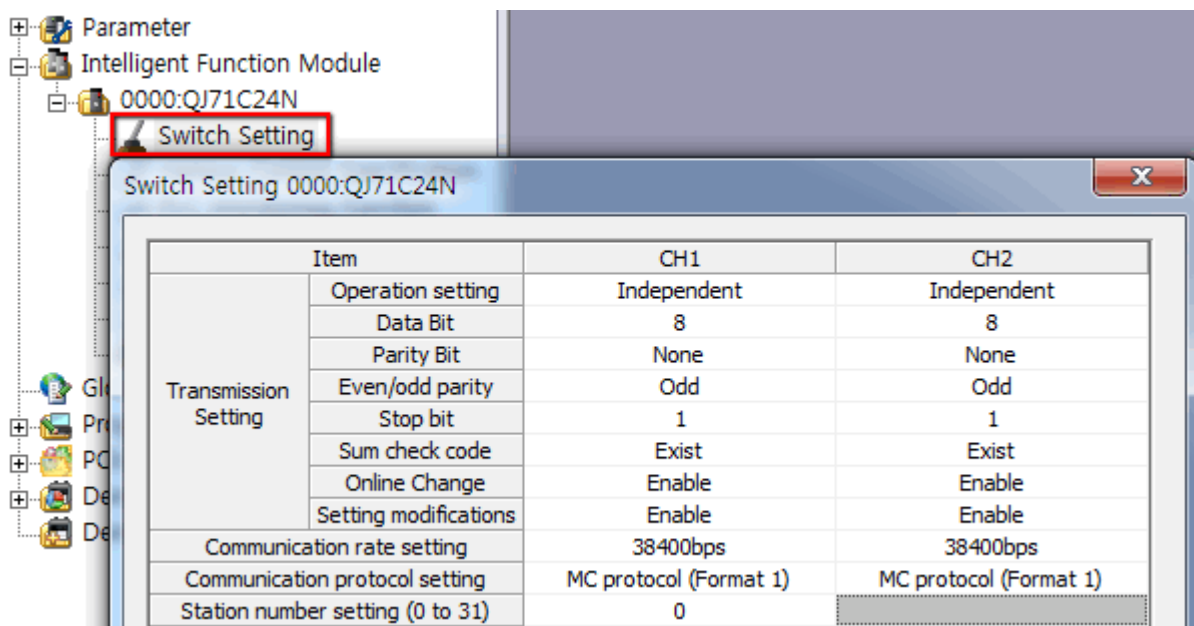 Parameter
Intelligent Function Module
0000:QJ71C24N
Switch Setting
Switch Setting 0000:QJ71C24N
Item CH1 CH2
Transmission Setting
Operation setting Independent Independent
Data Bit 8 8
Parity Bit None None
Even/odd parity Odd Odd
Stop bit 1 1
Sum check code Exist Exist
Online Change Enable Enable
Setting modifications Enable Enable
Communication rate setting 38400bps 38400bps
Communication protocol setting MC protocol (Format 1) MC protocol (Format 1)
Station number setting (0 to 31) 0